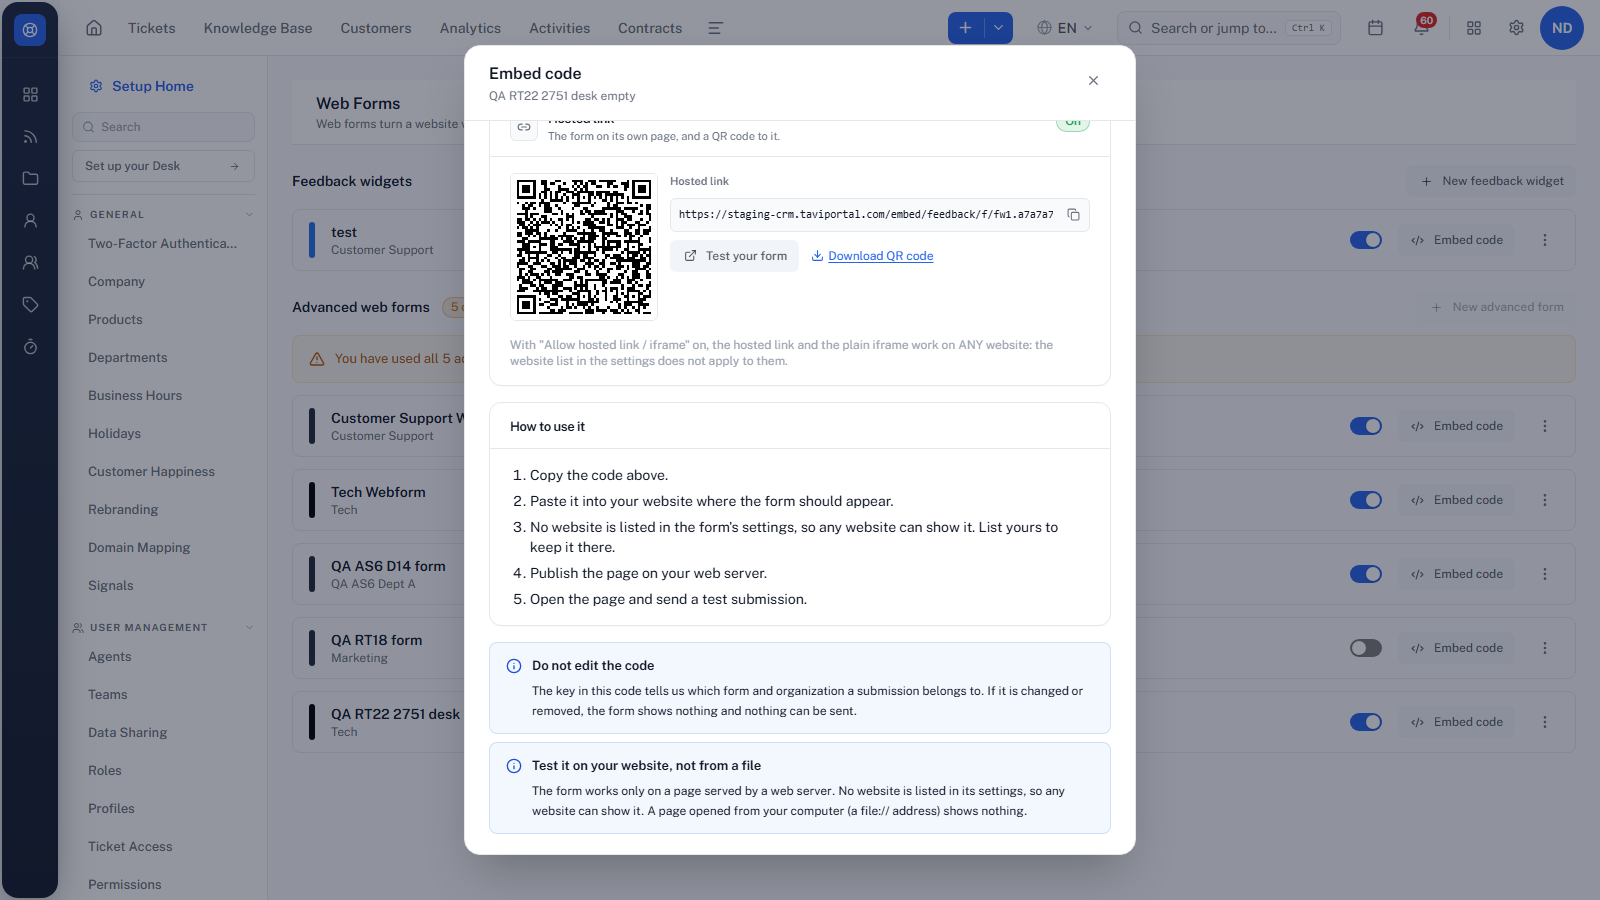 Tickets
Knowledge Base
Customers
Analytics
Activities
Contracts
EN
Search or jump to...
Ctrl K
60
ND
Setup Home
Search
Set up your Desk
GENERAL
Two-Factor Authentica...
Company
Products
Departments
Business Hours
Holidays
Customer Happiness
Rebranding
Domain Mapping
Signals
USER MANAGEMENT
Agents
Teams
Data Sharing
Roles
Profiles
Ticket Access
Permissions
Web Forms
Web forms turn a website
Feedback widgets
New feedback widget
test
Customer Support
Embed code
Advanced web forms
5
New advanced form
You have used all 5
Customer Support
Customer Support
Embed code
Tech Webform
Tech
Embed code
QA AS6 D14 form
QA AS6 Dept A
Embed code
QA RT18 form
Marketing
Embed code
QA RT22 2751 desk
Tech
Embed code
Embed code
QA RT22 2751 desk empty
Hosted link
The form on its own page, and a QR code to it.
On
Hosted link
https://staging-crm.taviportal.com/embed/feedback/f/fw1.a7a7a7
Test your form
Download QR code
With "Allow hosted link / iframe" on, the hosted link and the plain iframe work on ANY website: the
website list in the settings does not apply to them.
How to use it
1. Copy the code above.
2. Paste it into your website where the form should appear.
3. No website is listed in the form's settings, so any website can show it. List yours to
keep it there.
4. Publish the page on your web server.
5. Open the page and send a test submission.
Do not edit the code
The key in this code tells us which form and organization a submission belongs to. If it is changed or
removed, the form shows nothing and nothing can be sent.
Test it on your website, not from a file
The form works only on a page served by a web server. No website is listed in its settings, so any
website can show it. A page opened from your computer (a file:// address) shows nothing.